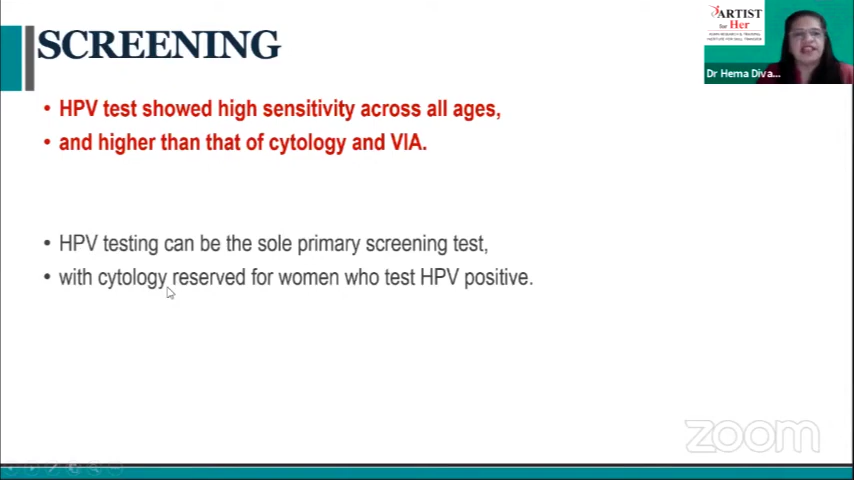 SCREENING
• HPV test showed high sensitivity across all ages,
• and higher than that of cytology and VIA.
• HPV testing can be the sole primary screening test,
• with cytology reserved for women who test HPV positive.
ARTIST
for Her
Dr Hema Diva...
zoom